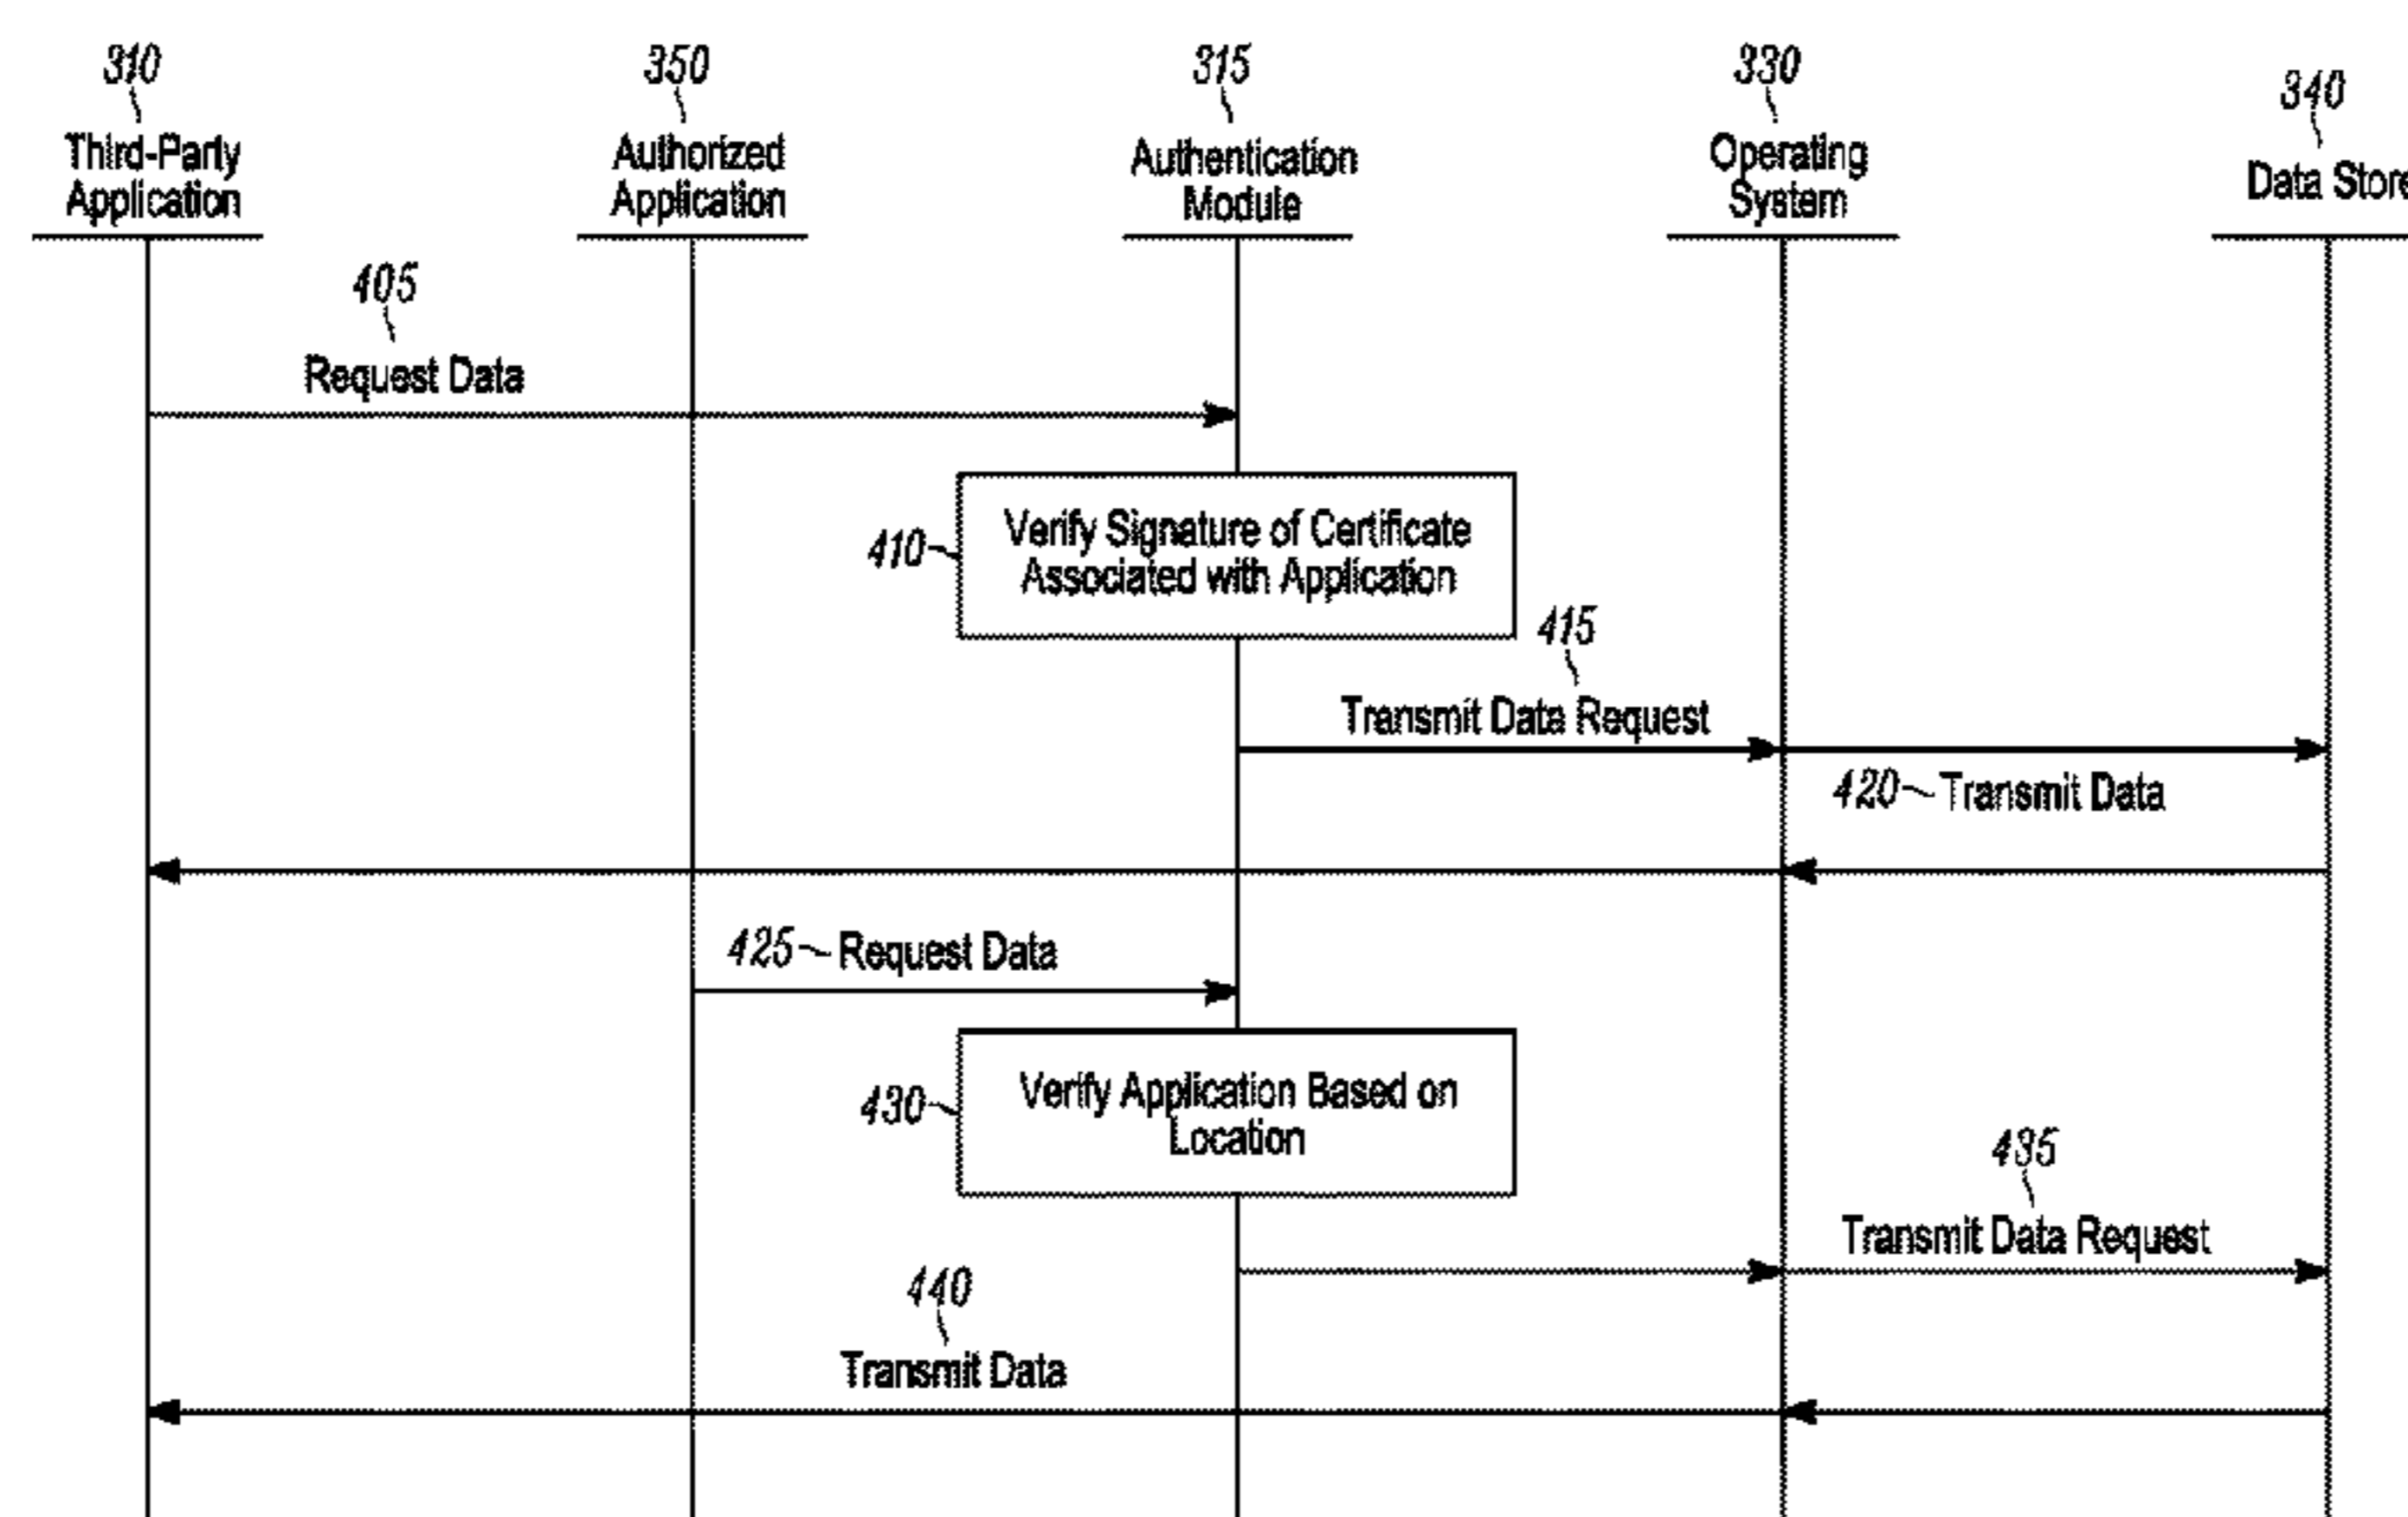 310
350
315
330
340
Third-Party
Application
Authorized
Application
Authentication
Module
Operating
System
Data Store
405
Request Data
410
Verify Signature of Certificate
Associated with Application
415
Transmit Data Request
420
Transmit Data
425
Request Data
430
Verify Application Based on
Location
435
Transmit Data Request
440
Transmit Data